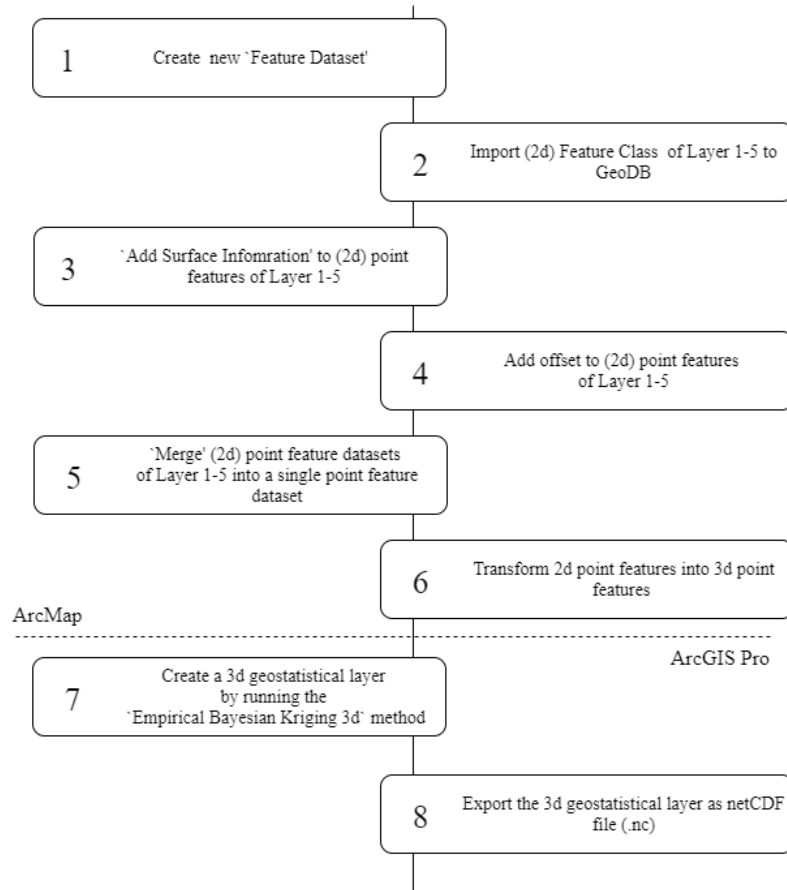 1
Create new `Feature Dataset'
2
Import (2d) Feature Class of Layer 1-5 to
GeoDB
3
`Add Surface Infomration' to (2d) point
features of Layer 1-5
4
Add offset to (2d) point features
of Layer 1-5
5
`Merge' (2d) point feature datasets
of Layer 1-5 into a single point feature
dataset
6
Transform 2d point features into 3d point
features
ArcMap
ArcGIS Pro
7
Create a 3d geostatistical layer
by running the
`Empirical Bayesian Kriging 3d` method
8
Export the 3d geostatistical layer as netCDF
file (.nc)